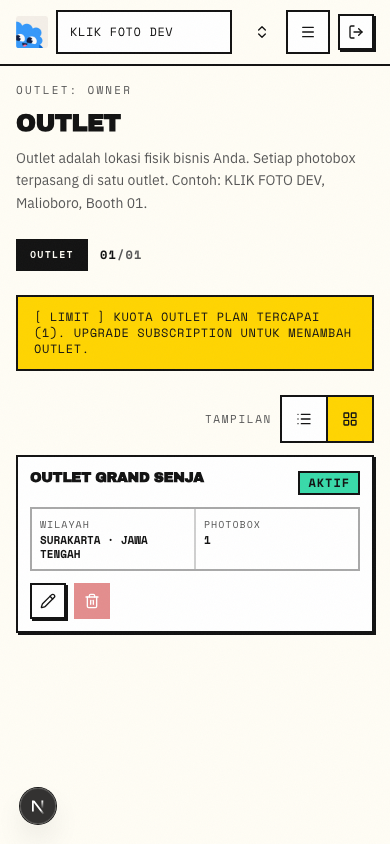 KLIK FOTO DEV
OUTLET: OWNER
OUTLET
Outlet adalah lokasi fisik bisnis Anda. Setiap photobox
terpasang di satu outlet. Contoh: KLIK FOTO DEV,
Malioboro, Booth 01.
OUTLET 01/01
[ LIMIT ] KUOTA OUTLET PLAN TERCAPAI
(1). UPGRADE SUBSCRIPTION UNTUK MENAMBAH
OUTLET.
TAMPILAN
OUTLET GRAND SENJA
AKTIF
WILAYAH
SURAKARTA · JAWA
TENGAH
PHOTOBOX
1
N